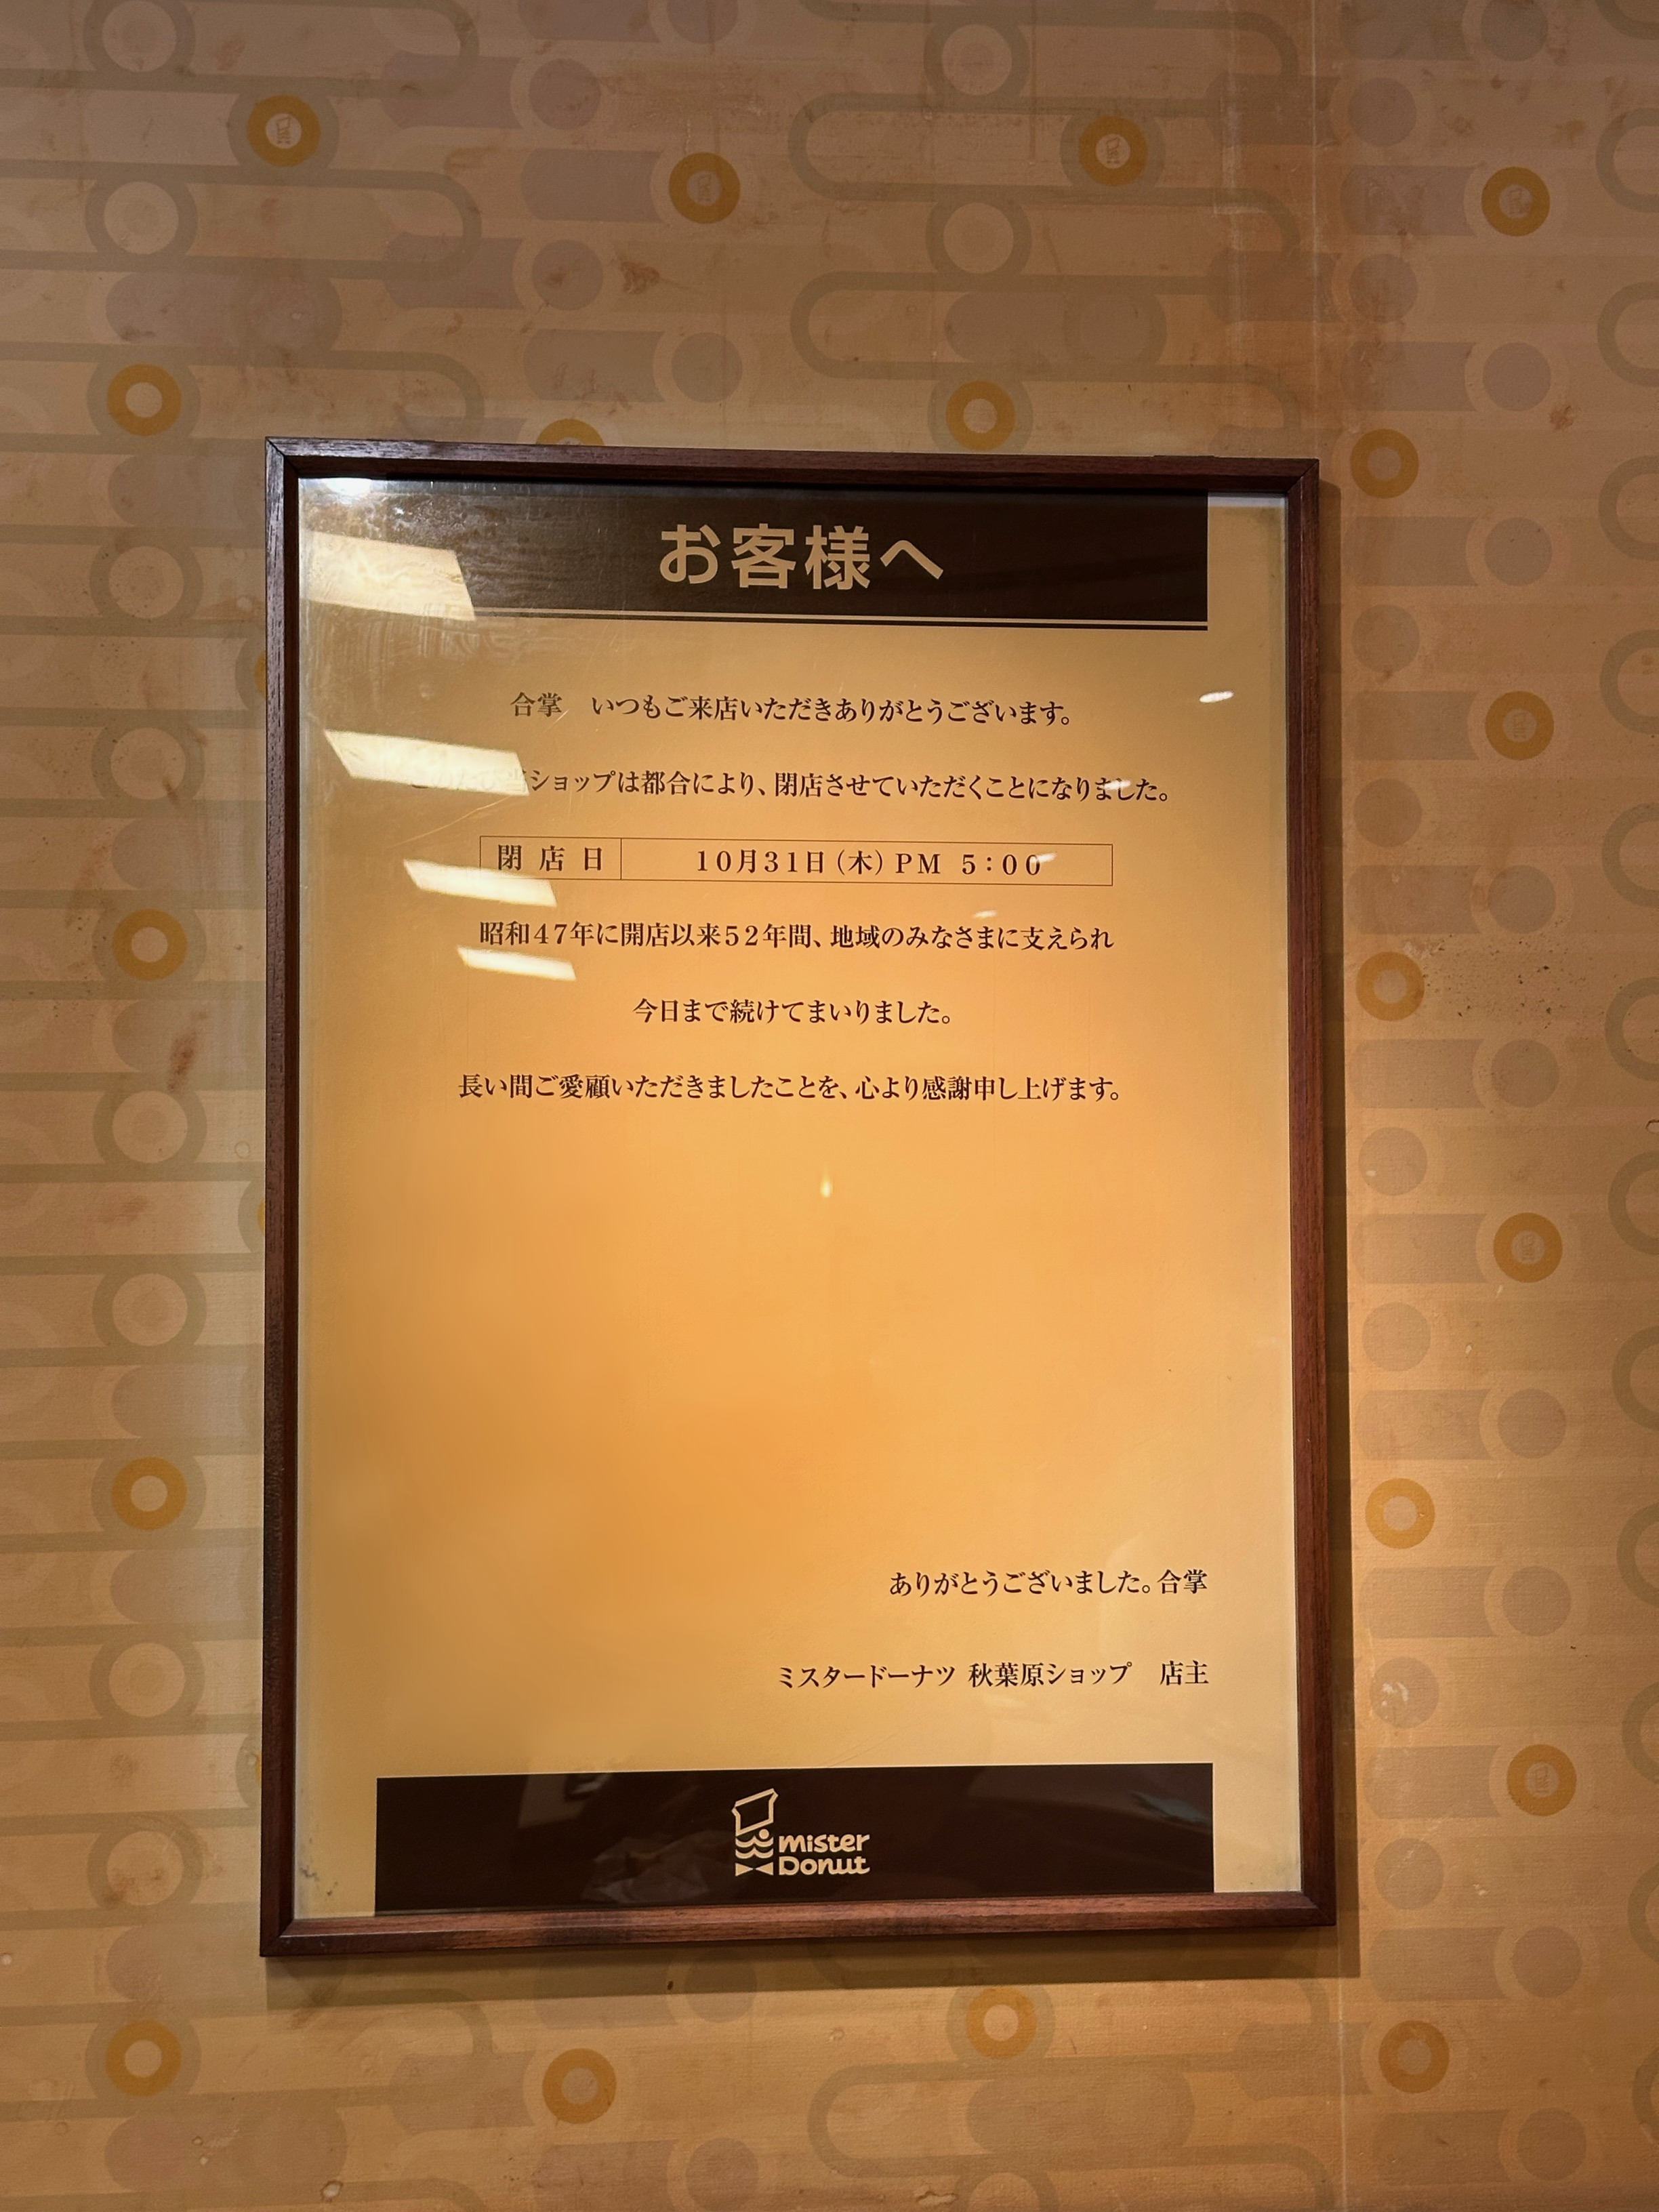 お客様へ
合掌　いつもご来店いただきありがとうございます。
ショップは都合により、閉店させていただくことになりました。
閉店日　10月31日（木）PM 5：00
昭和47年に開店以来52年間、地域のみなさまに支えられ
今日まで続けてまいりました。
長い間ご愛顧いただきましたことを、心より感謝申し上げます。
ありがとうございました。合掌
ミスタードーナツ 秋葉原ショップ　店主
mister
Donut